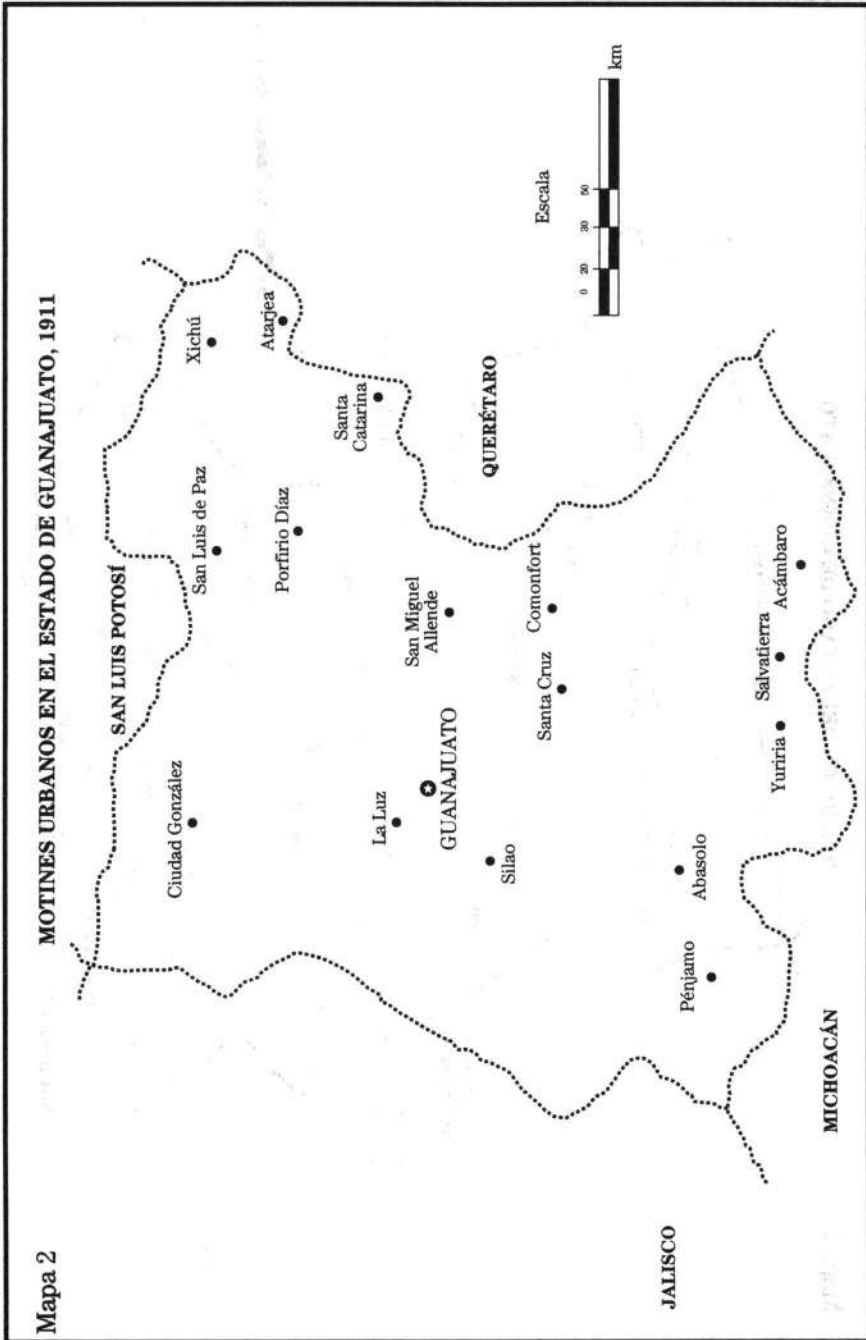 Mapa 2
MOTINES URBANOS EN EL ESTADO DE GUANAJUATO, 1911
SAN LUIS POTOSÍ
Ciudad González
San Luis de Paz
Xichú
Porfirio Díaz
Atarjea
Santa
Catarina
La Luz
GUANAJUATO
San Miguel
Allende
QUERÉTARO
Silao
Santa Cruz
Comonfort
Escala
0 20 30 50
km
Abasolo
Pénjamo
Yuriria
Salvatierra
Acámbaro
JALISCO
MICHOACÁN